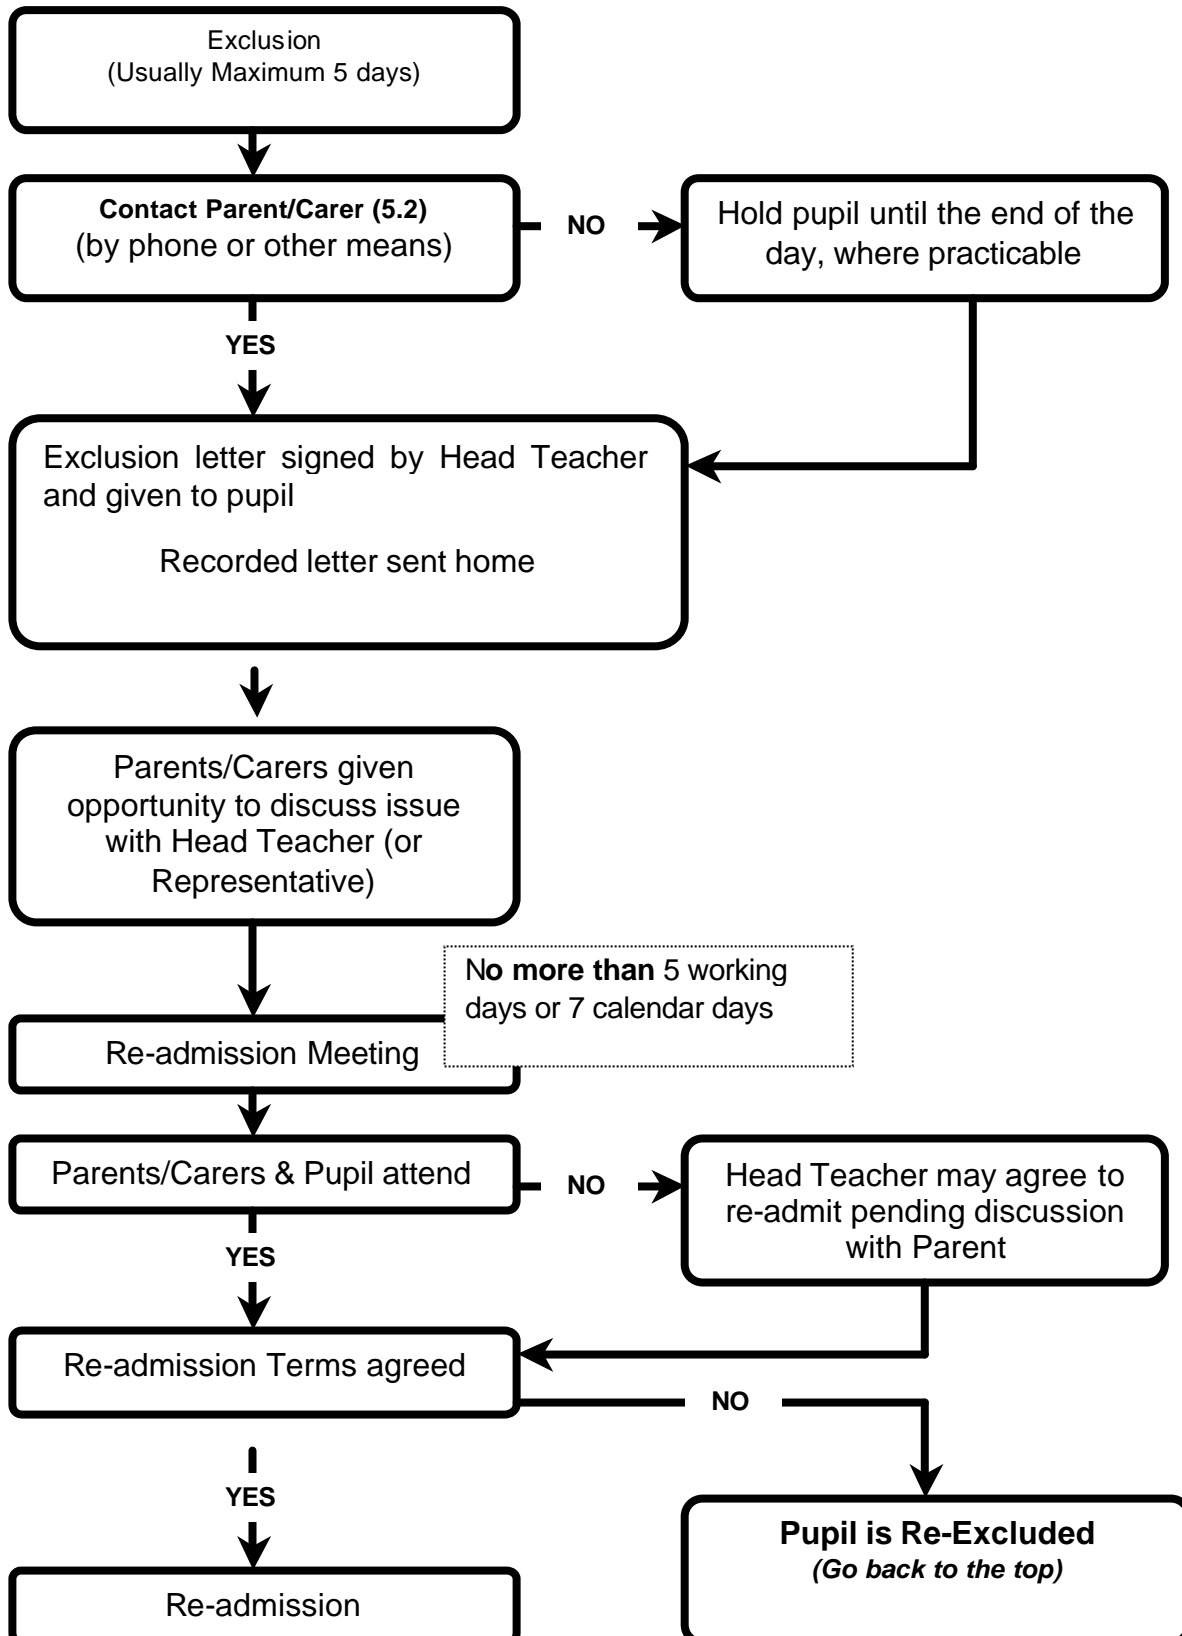 Exclusion
(Usually Maximum 5 days)
Contact Parent/Carer (5.2)
(by phone or other means)
NO
Hold pupil until the end of the
day, where practicable
YES
Exclusion letter signed by Head Teacher
and given to pupil
Recorded letter sent home
Parents/Carers given
opportunity to discuss issue
with Head Teacher (or
Representative)
No more than 5 working
days or 7 calendar days
Re-admission Meeting
Parents/Carers & Pupil attend
NO
Head Teacher may agree to
re-admit pending discussion
with Parent
YES
Re-admission Terms agreed
NO
YES
Pupil is Re-Excluded
(Go back to the top)
Re-admission